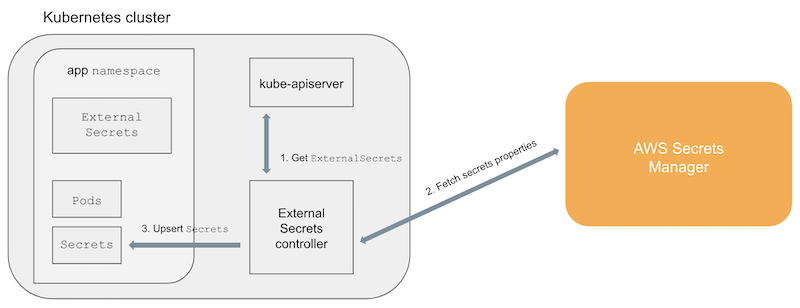 Kubernetes cluster
app namespace
External
Secrets
Pods
Secrets
kube-apiserver
1. Get ExternalSecrets
External
Secrets
controller
2. Fetch secrets properties
3. Upsert Secrets
AWS Secrets
Manager